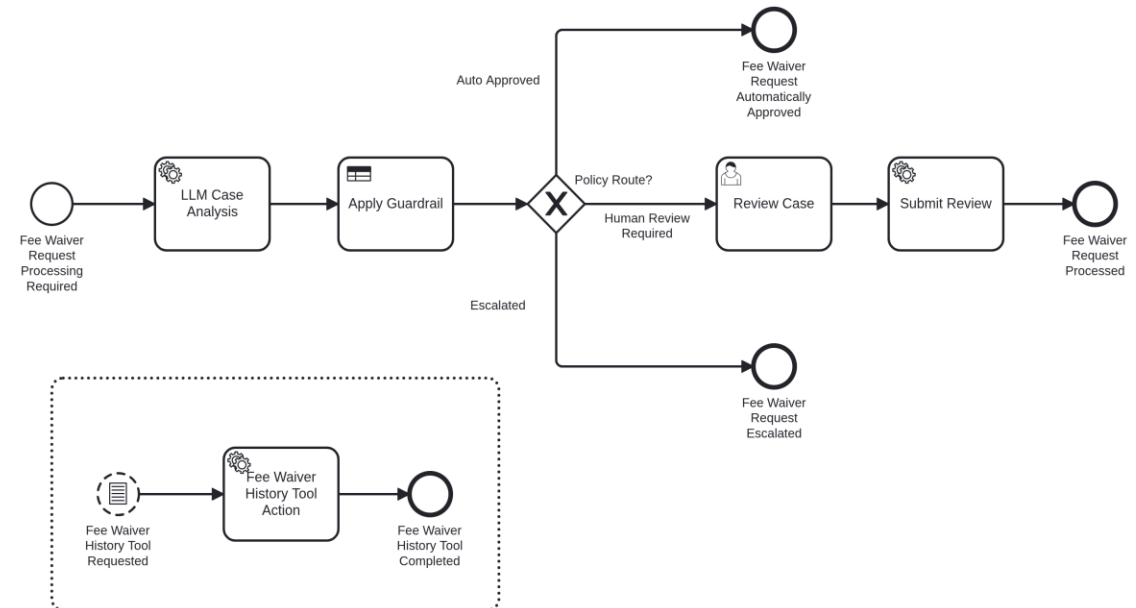 Fee Waiver
Request
Automatically
Approved
Auto Approved
LLM Case
Analysis
Apply Guardrail
Policy Route?
Human Review
Required
Review Case
Submit Review
Fee Waiver
Request
Processing
Required
Fee Waiver
Request
Processed
Escalated
Fee Waiver
Request
Escalated
Fee Waiver
History Tool
Action
Fee Waiver
History Tool
Requested
Fee Waiver
History Tool
Completed